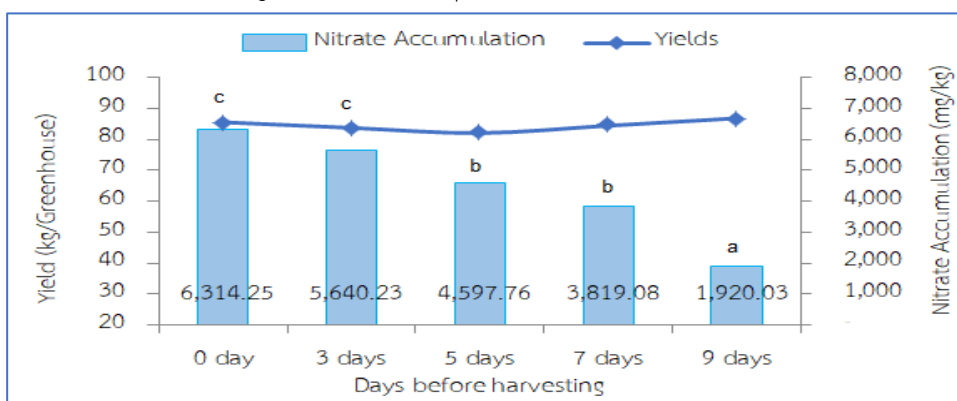 Nitrate Accumulation Yields
100 8,000
90 7,000
80 6,000
70 5,000
60 4,000
50 3,000
40 2,000
30 1,000
20 -
Yield (kg/Greenhouse)
Nitrate Accumulation (mg/kg)
c c b b a
6,314.25 5,640.23 4,597.76 3,819.08 1,920.03
0 day 3 days 5 days 7 days 9 days
Days before harvesting